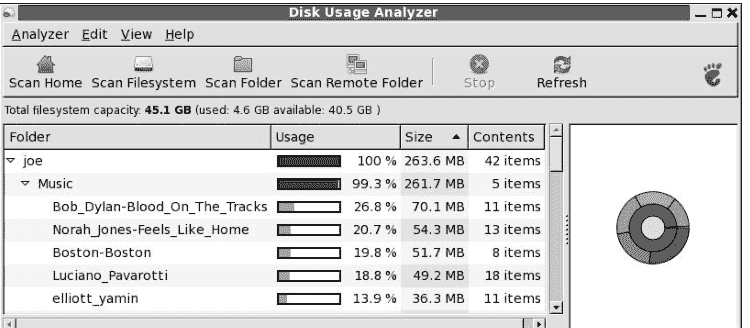 Disk Usage Analyzer
Analyzer Edit View Help
Scan Home Scan Filesystem Scan Folder Scan Remote Folder Stop Refresh
Total filesystem capacity: 45.1 GB (used: 4.6 GB available: 40.5 GB )
Folder Usage Size Contents
joe 100 % 263.6 MB 42 items
Music 99.3 % 261.7 MB 5 items
Bob_Dylan-Blood_On_The_Tracks 26.8 % 70.1 MB 11 items
Norah_Jones-Feels_Like_Home 20.7 % 54.3 MB 13 items
Boston-Boston 19.8 % 51.7 MB 8 items
Luciano_Pavarotti 18.8 % 49.2 MB 18 items
elliott_yamin 13.9 % 36.3 MB 11 items